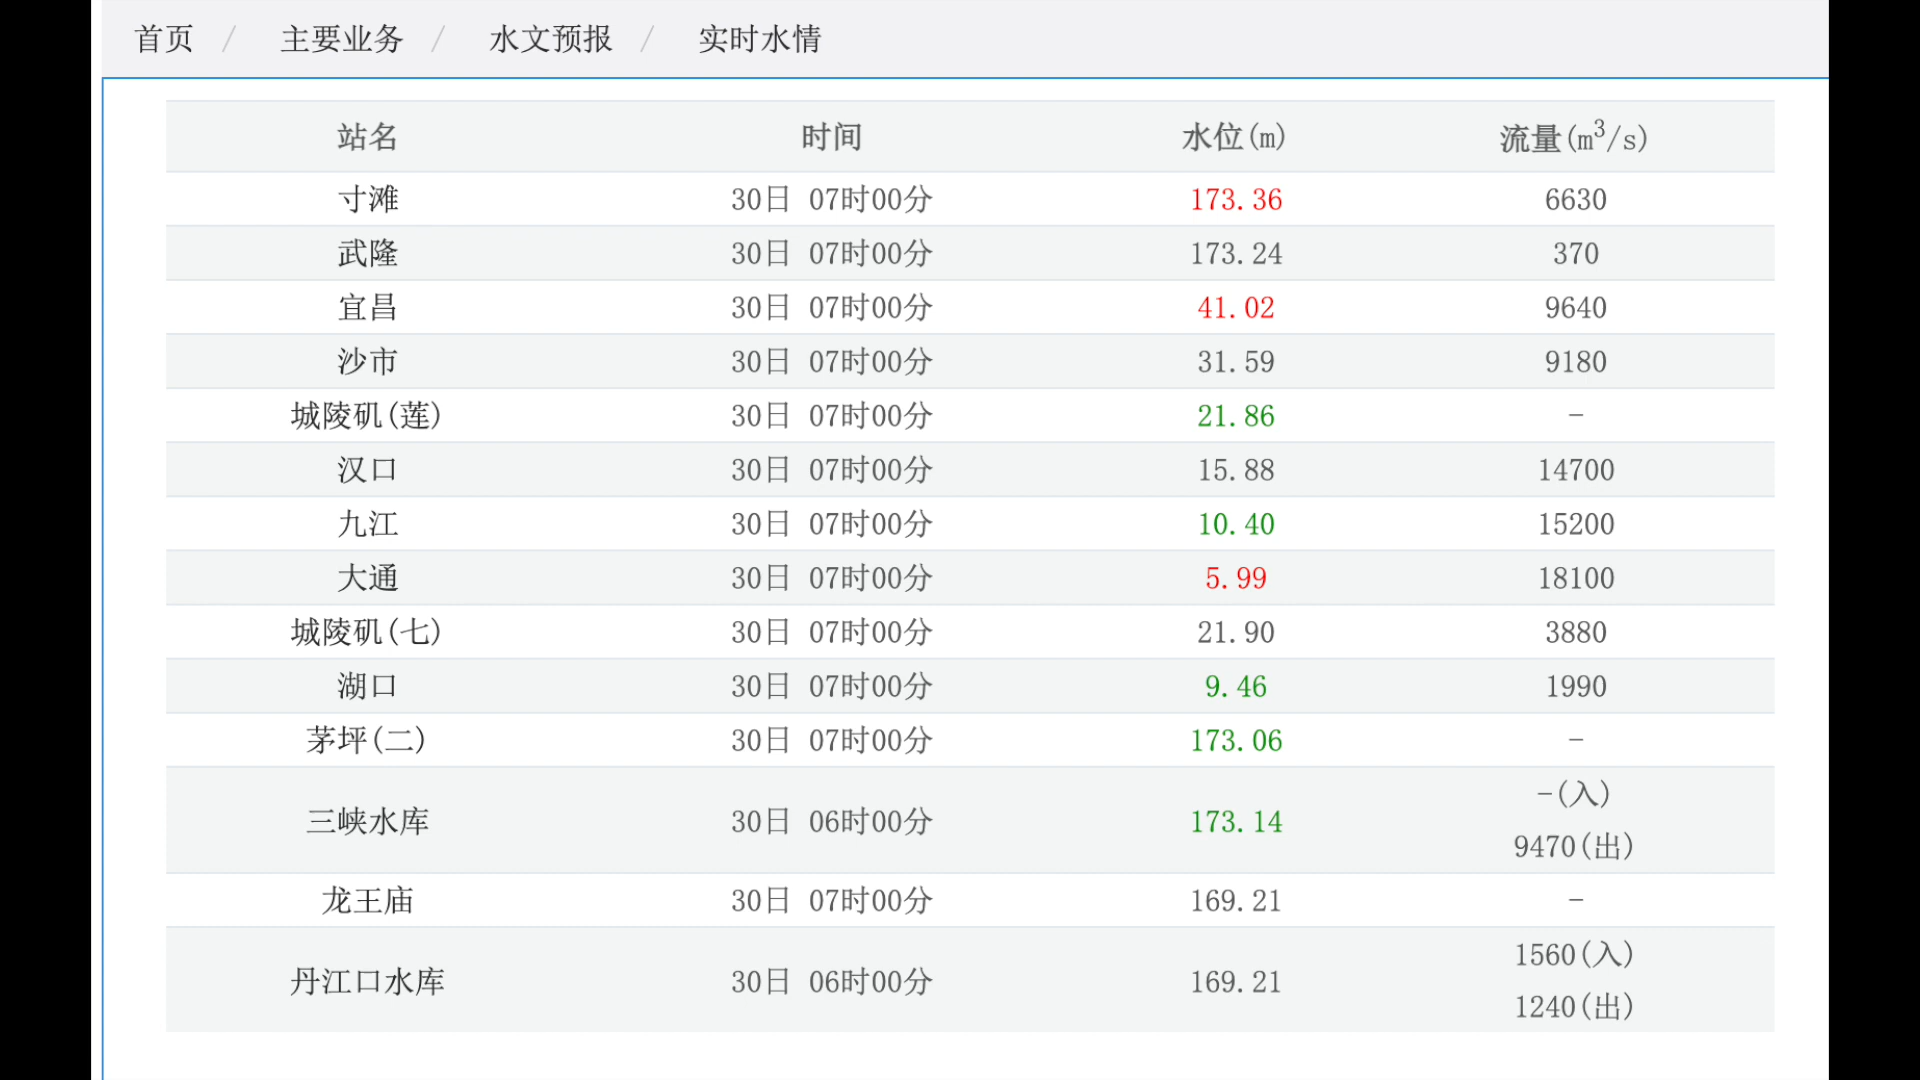 首页 / 主要业务 / 水文预报 / 实时水情
站名 时间 水位(m) 流量(m³/s)
寸滩 30日 07时00分 173.36 6630
武隆 30日 07时00分 173.24 370
宜昌 30日 07时00分 41.02 9640
沙市 30日 07时00分 31.59 9180
城陵矶(莲) 30日 07时00分 21.86 -
汉口 30日 07时00分 15.88 14700
九江 30日 07时00分 10.40 15200
大通 30日 07时00分 5.99 18100
城陵矶(七) 30日 07时00分 21.90 3880
湖口 30日 07时00分 9.46 1990
茅坪(二) 30日 07时00分 173.06 -
三峡水库 30日 06时00分 173.14 -(入)
9470(出)
龙王庙 30日 07时00分 169.21 -
丹江口水库 30日 06时00分 169.21 1560(入)
1240(出)